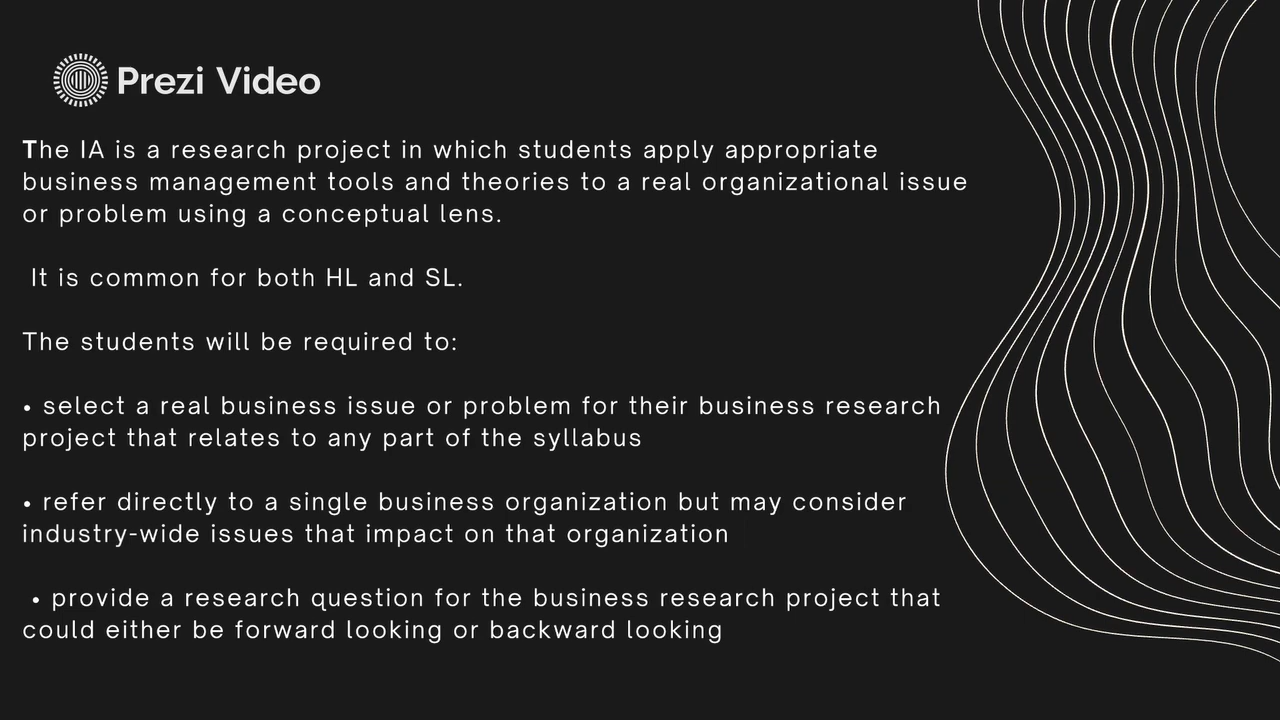 Prezi Video
The IA is a research project in which students apply appropriate
business management tools and theories to a real organizational issue
or problem using a conceptual lens.
It is common for both HL and SL.
The students will be required to:
• select a real business issue or problem for their business research
project that relates to any part of the syllabus
• refer directly to a single business organization but may consider
industry-wide issues that impact on that organization
• provide a research question for the business research project that
could either be forward looking or backward looking